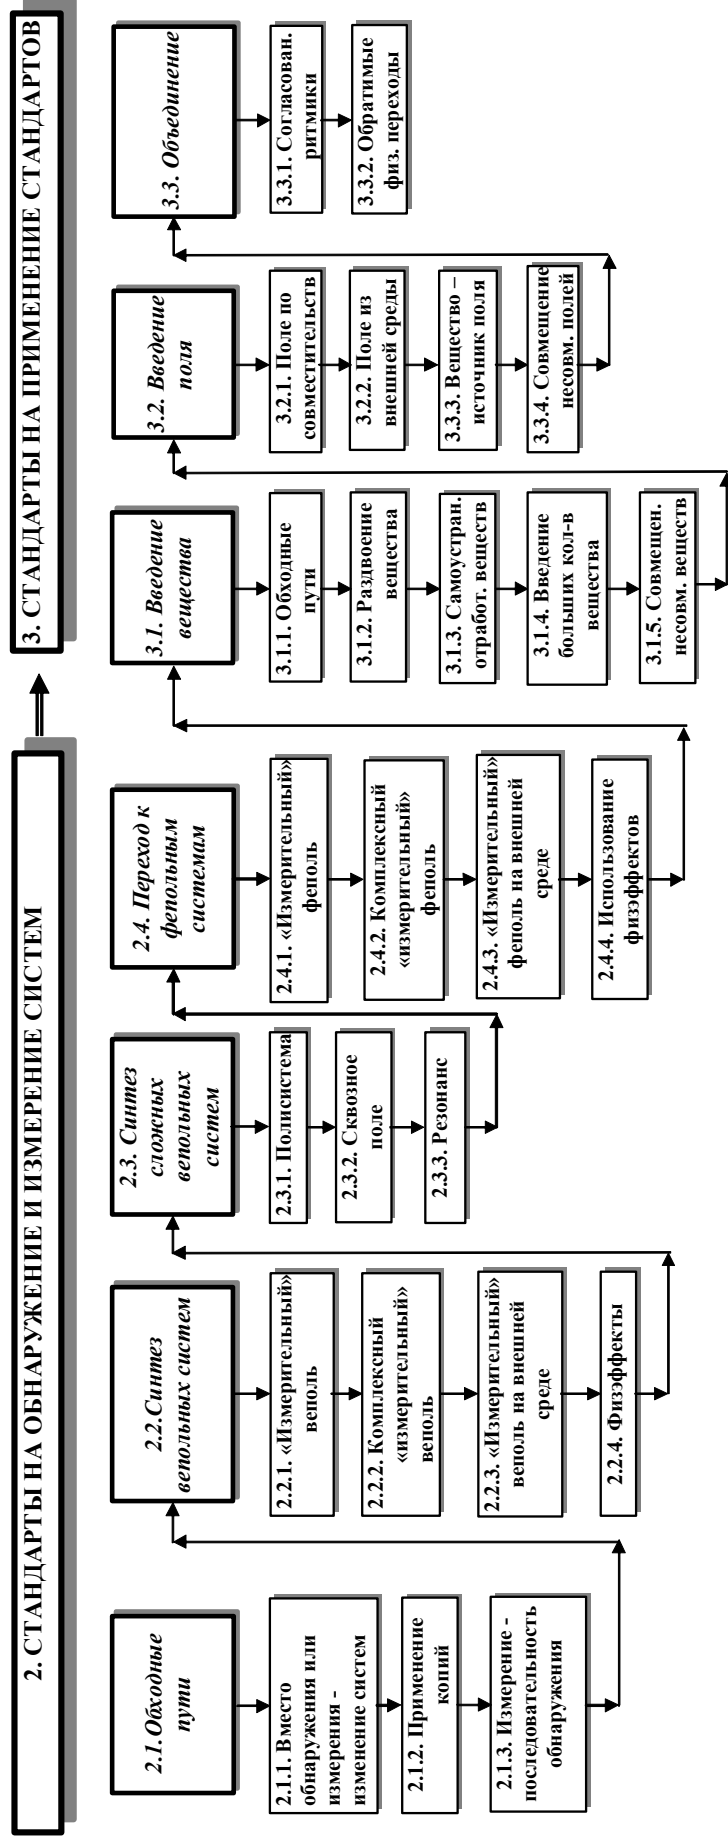 2. СТАНДАРТЫ НА ОБНАРУЖЕНИЕ И ИЗМЕРЕНИЕ СИСТЕМ
3. СТАНДАРТЫ НА ПРИМЕНЕНИЕ СТАНДАРТОВ
2.1.Обходные
пути
2.1.1. Вместо
обнаружения или
измерения -
изменение систем
2.1.2. Применение
копий
2.1.3. Измерение -
последовательность
обнаружения
2.2.Синтез
вепольных систем
2.2.1. «Измерительный»
веполь
2.2.2. Комплексный
«измерительный»
веполь
2.2.3. «Измерительный»
веполь на внешней
среде
2.2.4. Физэффекты
2.3. Синтез
сложных
вепольных
систем
2.3.1. Полисистема
2.3.2. Сквозное
поле
2.3.3. Резонанс
2.4. Переход к
фепольным
системам
2.4.1. «Измерительный»
феполь
2.4.2. Комплексный
«измерительный»
феполь
2.4.3. «Измерительный»
феполь на внешней
среде
2.4.4. Использование
физэффектов
3.1. Введение
вещества
3.1.1. Обходные
пути
3.1.2. Раздвоение
вещества
3.1.3. Самоустран.
отработ. веществ
3.1.4. Введение
больших кол-в
вещества
3.1.5. Совмещен.
несовм. веществ
3.2. Введение
поля
3.2.1. Поле по
совместительств
3.2.2. Поле из
внешней среды
3.3.3. Вещество –
источник поля
3.3.4. Совмещение
несовм. полей
3.3. Объединение
3.3.1. Согласован.
ритмики
3.3.2. Обратимые
физ. переходы